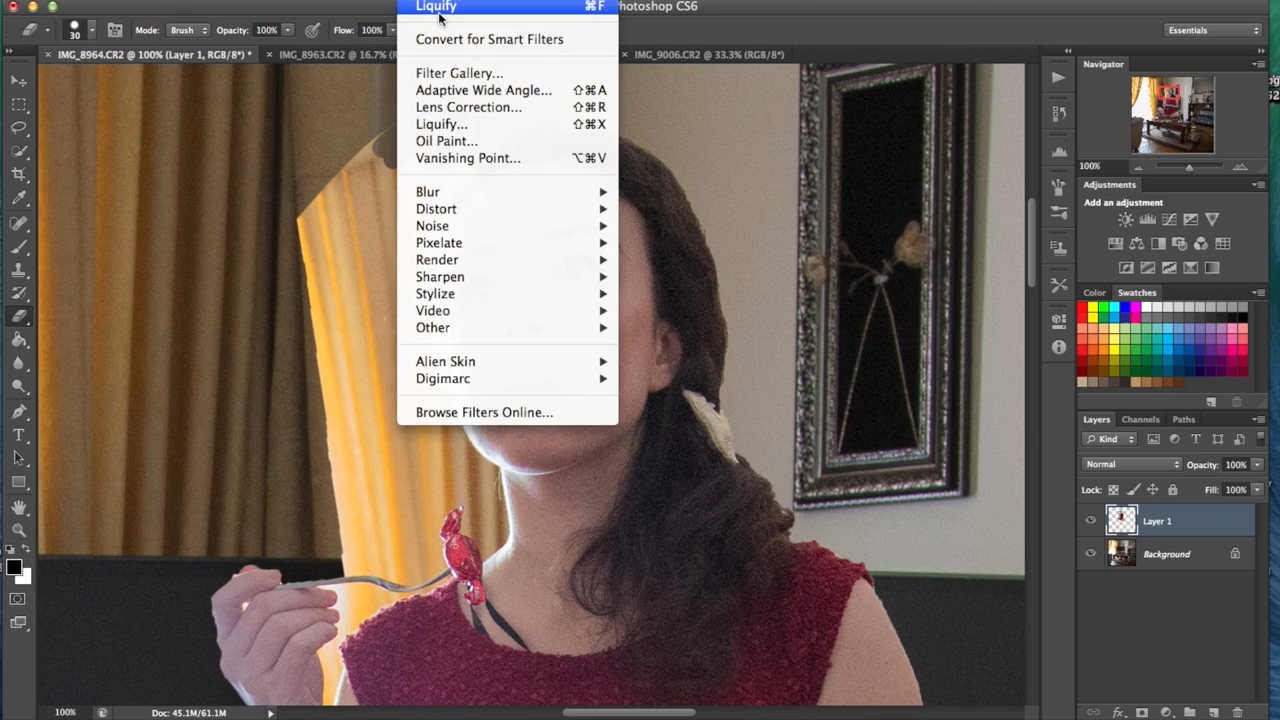 Photoshop CS6
Liquify ⌘F
Convert for Smart Filters
Filter Gallery...
Adaptive Wide Angle... ⇧⌘A
Lens Correction... ⇧⌘R
Liquify... ⇧⌘X
Oil Paint...
Vanishing Point... ⌥⌘V
Blur
Distort
Noise
Pixelate
Render
Sharpen
Stylize
Video
Other
Alien Skin
Digimarc
Browse Filters Online...
30 Mode: Brush Opacity: 100% Flow: 100% Essentials
× IMG_8964.CR2 @ 100% (Layer 1, RGB/8*) * × IMG_8963.CR2 @ 16.7% × IMG_9006.CR2 @ 33.3% (RGB/8*)
Navigator
100%
Adjustments
Add an adjustment
Color Swatches
Layers Channels Paths
Kind
Normal Opacity: 100%
Lock: Fill: 100%
Layer 1
Background
100% Doc: 45.1M/61.1M